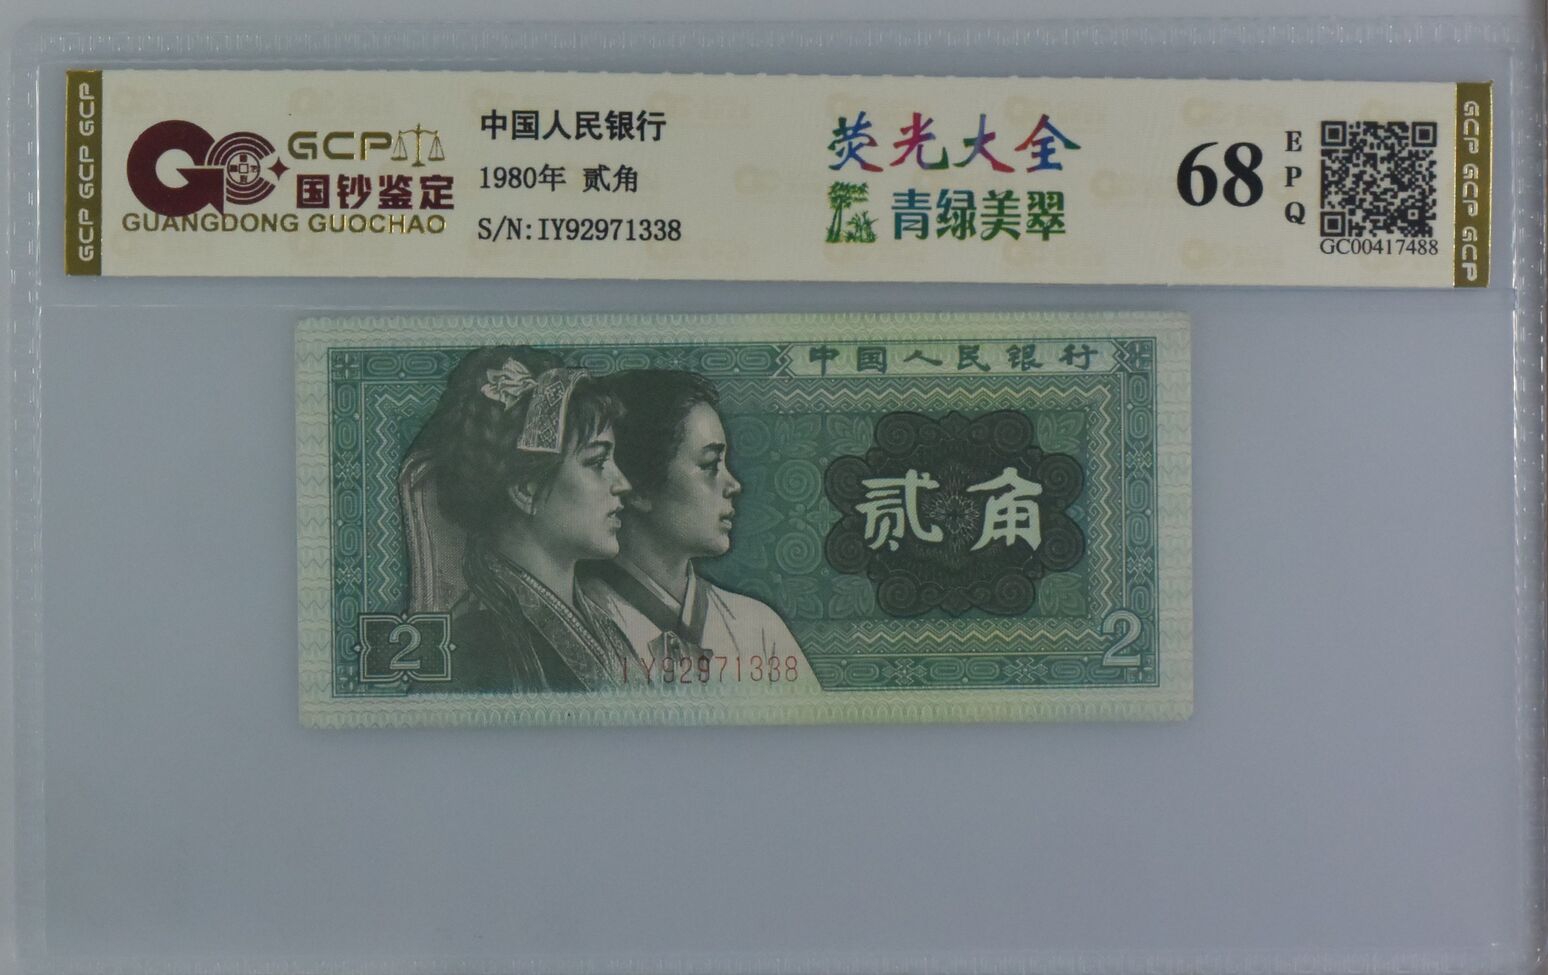 GCP GCP GCP
GCP
国钞鉴定
GUANGDONG GUOCHAO
中国人民银行
1980年 贰角
S/N:IY92971338
荧光大全
青绿美翠
68
EPQ
GC00417488
GCP GCP GCP
中国人民银行
贰角
2
2
IY92971338